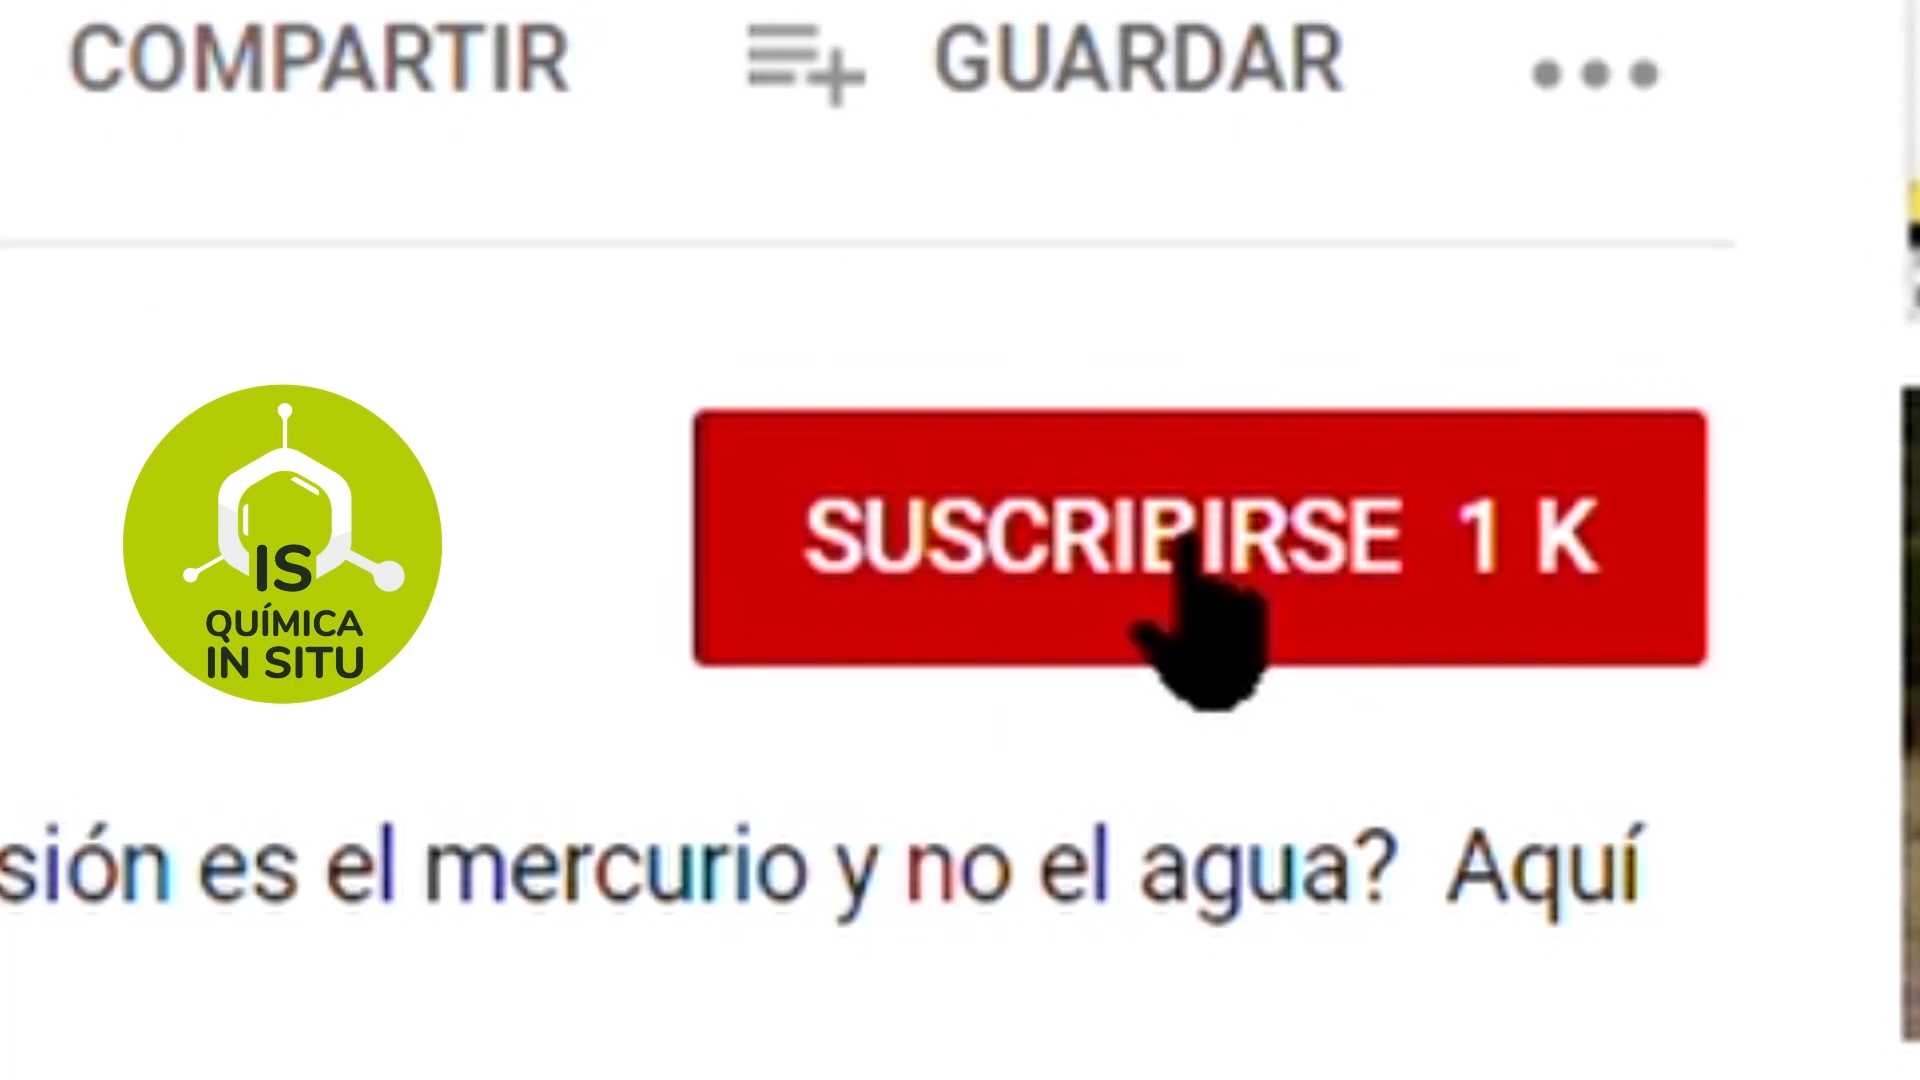 COMPARTIR GUARDAR
SUSCRIBIRSE 1 K
IS
QUÍMICA
IN SITU
sión es el mercurio y no el agua? Aquí